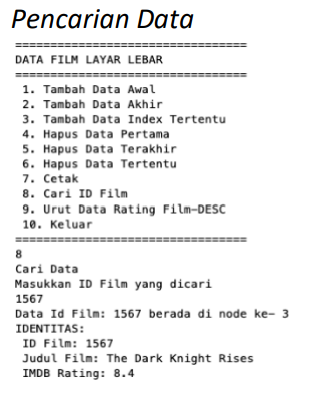 Pencarian Data
=================================
DATA FILM LAYAR LEBAR
=================================
1. Tambah Data Awal
2. Tambah Data Akhir
3. Tambah Data Index Tertentu
4. Hapus Data Pertama
5. Hapus Data Terakhir
6. Hapus Data Tertentu
7. Cetak
8. Cari ID Film
9. Urut Data Rating Film-DESC
10. Keluar
=================================
8
Cari Data
Masukkan ID Film yang dicari
1567
Data Id Film: 1567 berada di node ke- 3
IDENTITAS:
ID Film: 1567
Judul Film: The Dark Knight Rises
IMDB Rating: 8.4